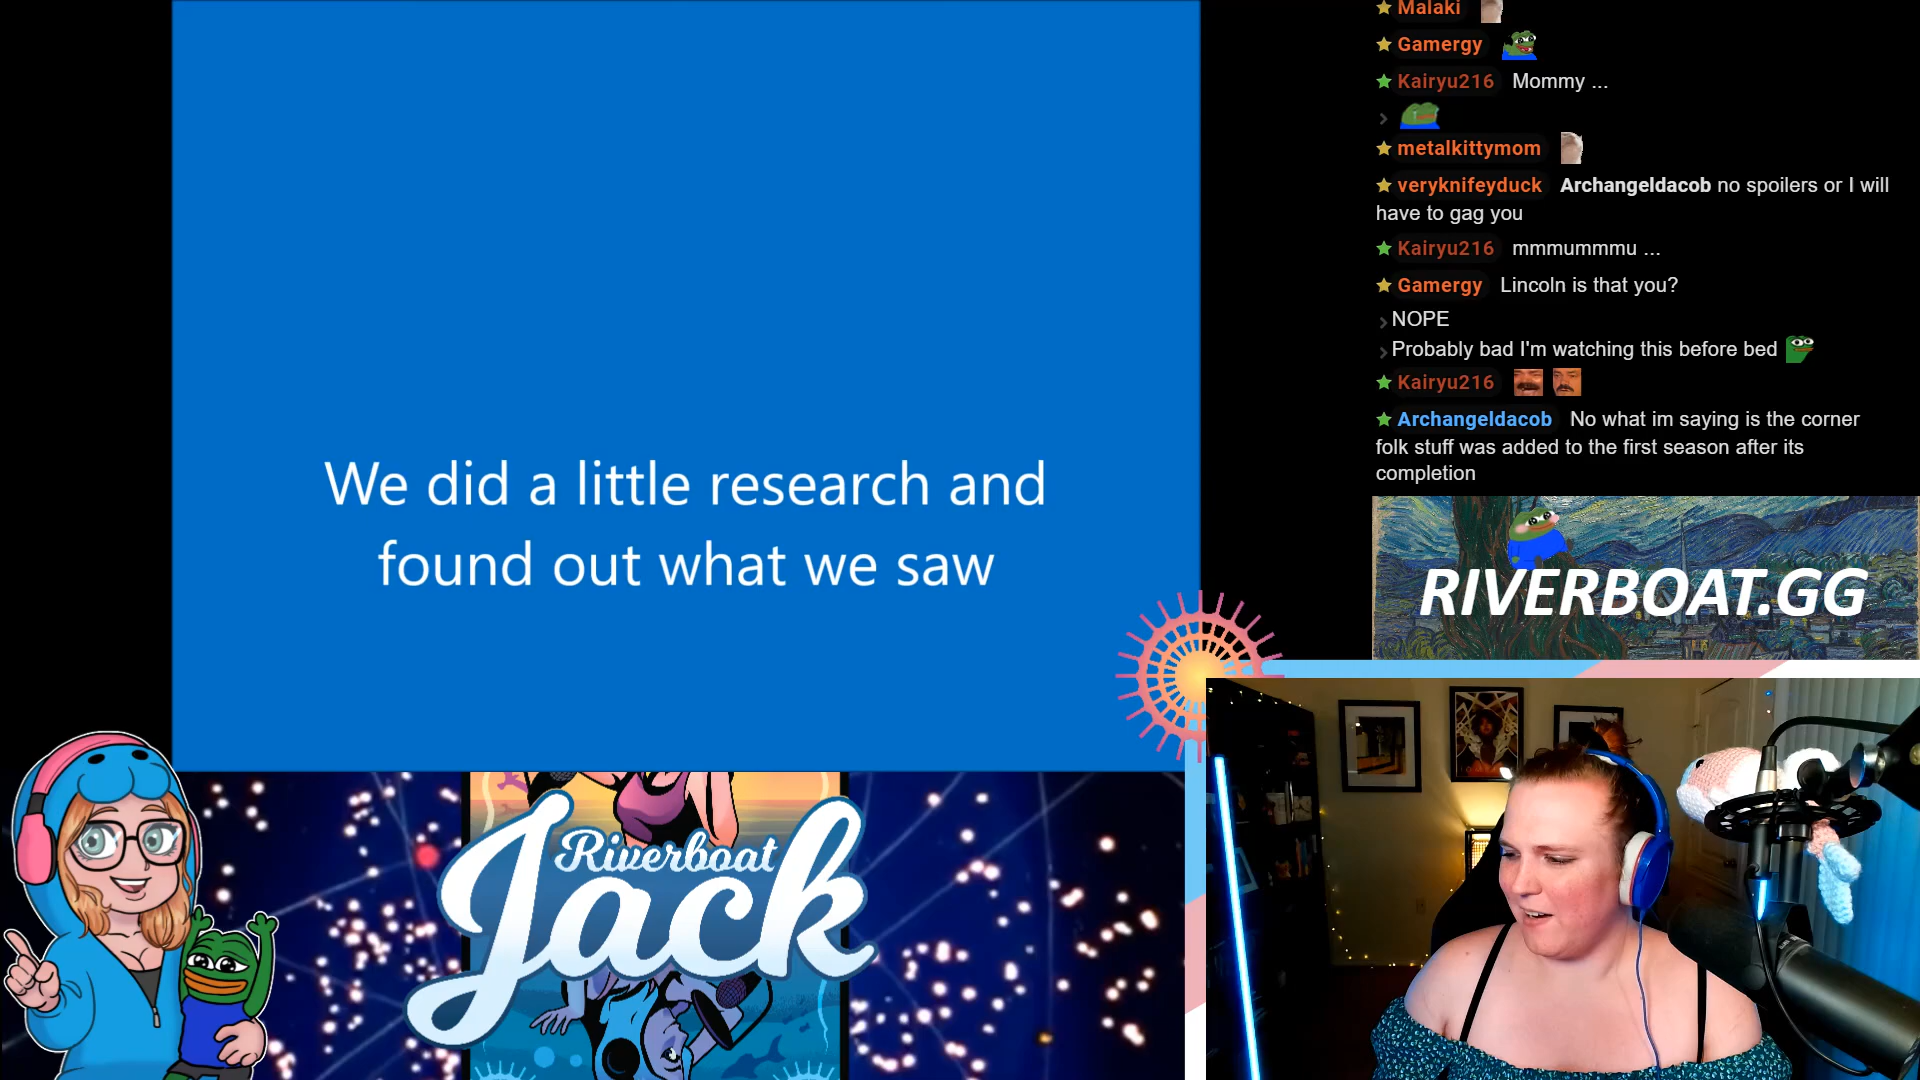 We did a little research and
found out what we saw
Malaki
Gamergy
Kairyu216 Mommy ...
metalkittymom
veryknifeyduck Archangeldacob no spoilers or I will
have to gag you
Kairyu216 mmmummmu ...
Gamergy Lincoln is that you?
NOPE
Probably bad I'm watching this before bed
Kairyu216
Archangeldacob No what im saying is the corner
folk stuff was added to the first season after its
completion
RIVERBOAT.GG
Riverboat
Jack